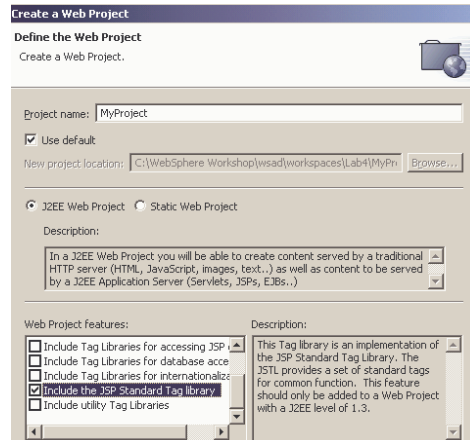 Create a Web Project
Define the Web Project
Create a Web Project.
Project name: MyProject
Use default
New project location: C:\WebSphere Workshop\wsad\workspaces\Lab4\MyPr
Browse...
J2EE Web Project Static Web Project
Description:
In a J2EE Web Project you will be able to create content served by a traditional
HTTP server (HTML, JavaScript, images, text..) as well as content to be served
by a J2EE Application Server (Servlets, JSPs, EJBs..)
Web Project features:
Include Tag Libraries for accessing JSP
Include Tag Libraries for database acce
Include Tag Libraries for internationaliza
Include the JSP Standard Tag library
Include utility Tag Libraries
Description:
This Tag library is an implementation of
the JSP Standard Tag Library. The
JSTL provides a set of standard tags
for common function. This feature
should only be added to a Web Project
with a J2EE level of 1.3.